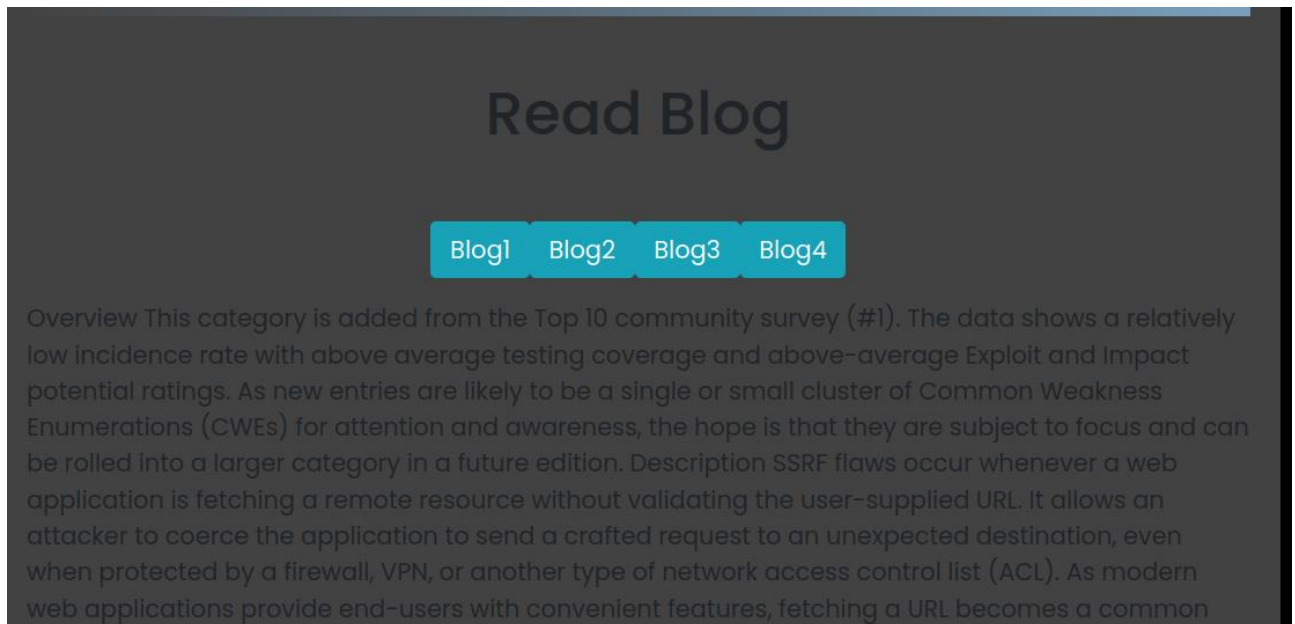 Read Blog
Blog1 Blog2 Blog3 Blog4
Overview This category is added from the Top 10 community survey (#1). The data shows a relatively
low incidence rate with above average testing coverage and above-average Exploit and Impact
potential ratings. As new entries are likely to be a single or small cluster of Common Weakness
Enumerations (CWEs) for attention and awareness, the hope is that they are subject to focus and can
be rolled into a larger category in a future edition. Description SSRF flaws occur whenever a web
application is fetching a remote resource without validating the user-supplied URL. It allows an
attacker to coerce the application to send a crafted request to an unexpected destination, even
when protected by a firewall, VPN, or another type of network access control list (ACL). As modern
web applications provide end-users with convenient features, fetching a URL becomes a common